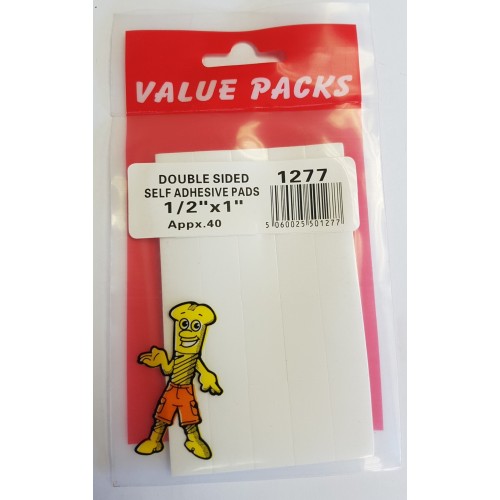 VALUE PACKS
DOUBLE SIDED
SELF ADHESIVE PADS
1/2"x1"
Appx.40
1277
5 060025 501277